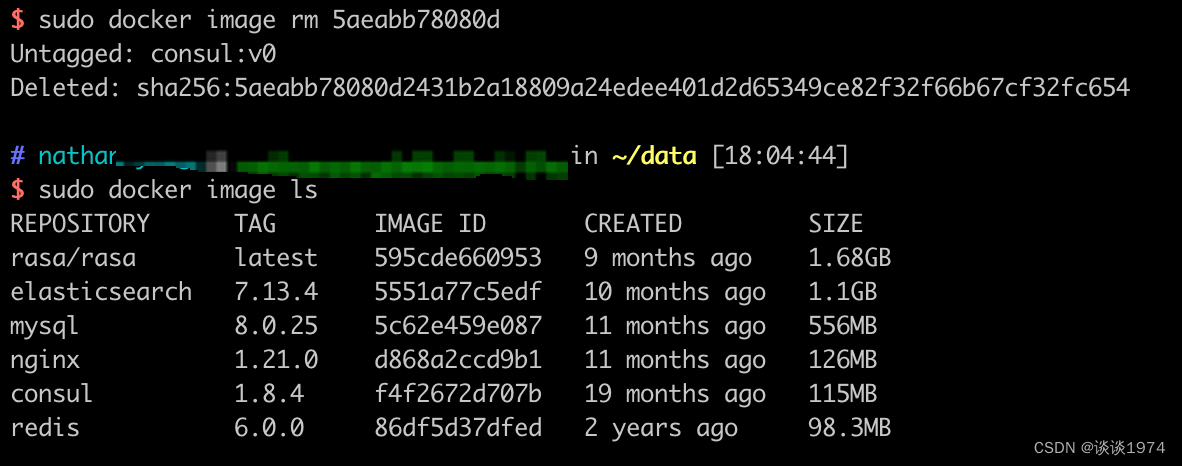 $ sudo docker image rm 5aeabb78080d
Untagged: consul:v0
Deleted: sha256:5aeabb78080d2431b2a18809a24edee401d2d65349ce82f32f66b67cf32fc654
# in ~/data [18:04:44]
$ sudo docker image ls
REPOSITORY TAG IMAGE ID CREATED SIZE
rasa/rasa latest 595cde660953 9 months ago 1.68GB
elasticsearch 7.13.4 5551a77c5edf 10 months ago 1.1GB
mysql 8.0.25 5c62e459e087 11 months ago 556MB
nginx 1.21.0 d868a2ccd9b1 11 months ago 126MB
consul 1.8.4 f4f2672d707b 19 months ago 115MB
redis 6.0.0 86df5d37dfed 2 years ago 98.3MB
CSDN @谈谈1974